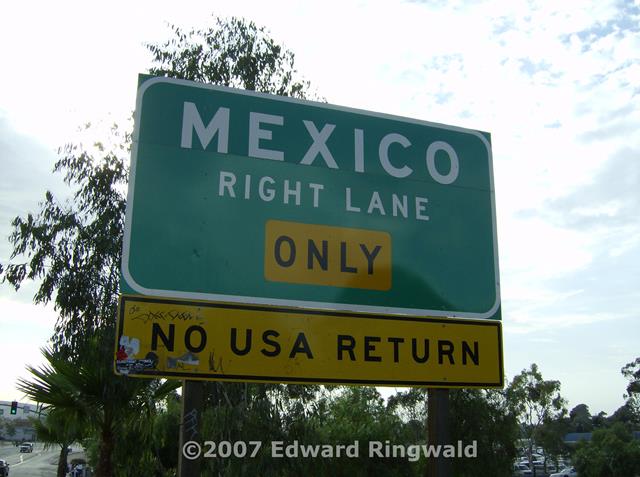 MEXICO
RIGHT LANE
ONLY
NO USA RETURN
©2007 Edward Ringwald